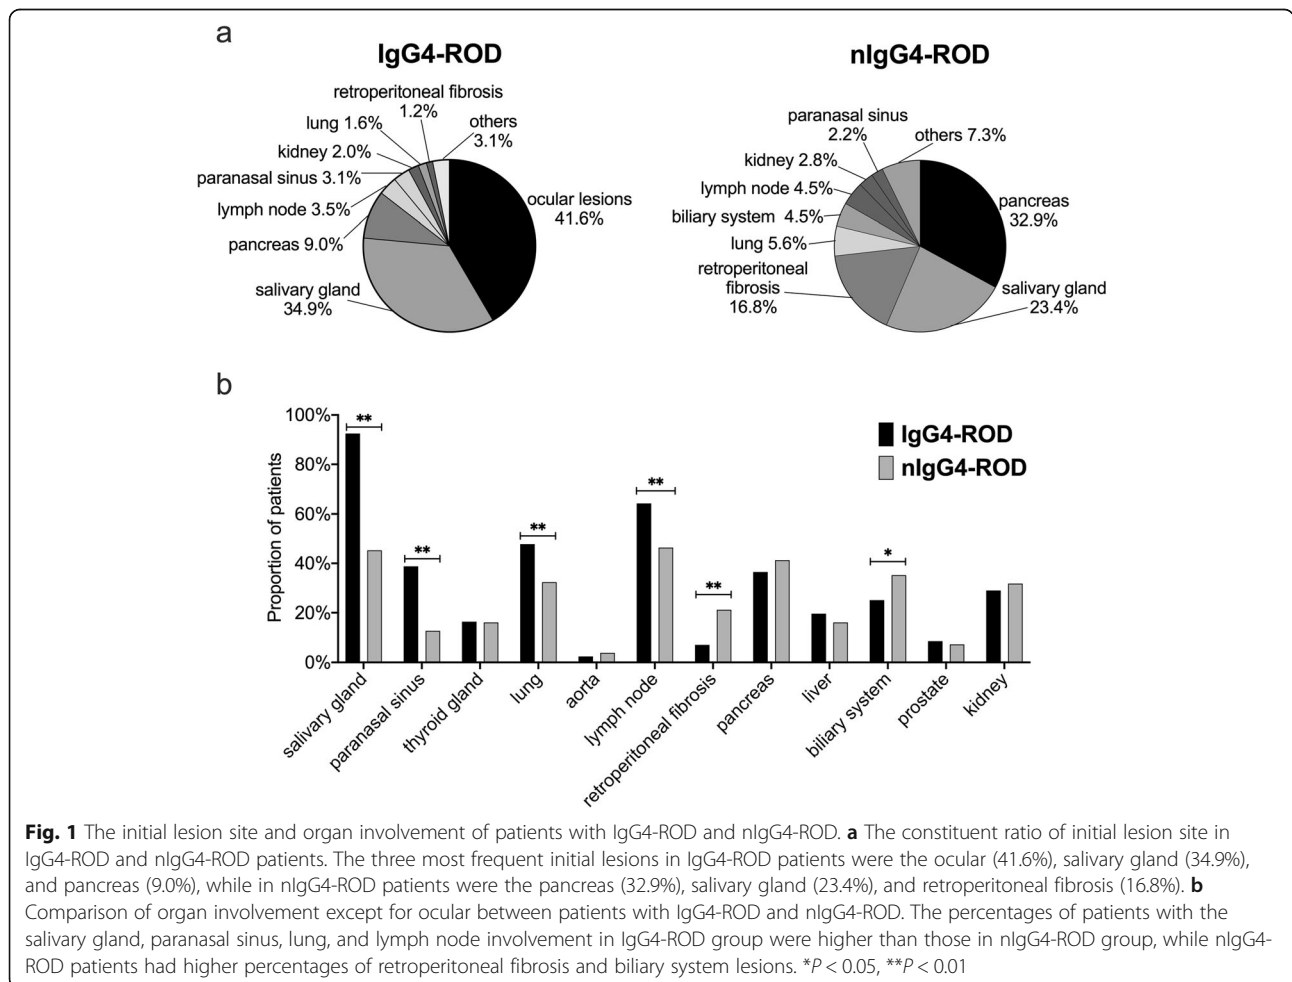 a
IgG4-ROD
retroperitoneal fibrosis
1.2%
lung 1.6%
others
3.1%
kidney 2.0%
paranasal sinus 3.1%
lymph node 3.5%
pancreas 9.0%
ocular lesions
41.6%
salivary gland
34.9%
nIgG4-ROD
paranasal sinus
2.2%
others 7.3%
kidney 2.8%
lymph node 4.5%
biliary system 4.5%
lung 5.6%
retroperitoneal
fibrosis
16.8%
pancreas
32.9%
salivary gland
23.4%
b
Proportion of patients
100%
80%
60%
40%
20%
0%
**
**
**
**
**
*
IgG4-ROD
nIgG4-ROD
salivary gland
paranasal sinus
thyroid gland
lung
aorta
lymph node
retroperitoneal fibrosis
pancreas
liver
biliary system
prostate
kidney
Fig. 1 The initial lesion site and organ involvement of patients with IgG4-ROD and nIgG4-ROD. a The constituent ratio of initial lesion site in
IgG4-ROD and nIgG4-ROD patients. The three most frequent initial lesions in IgG4-ROD patients were the ocular (41.6%), salivary gland (34.9%),
and pancreas (9.0%), while in nIgG4-ROD patients were the pancreas (32.9%), salivary gland (23.4%), and retroperitoneal fibrosis (16.8%). b
Comparison of organ involvement except for ocular between patients with IgG4-ROD and nIgG4-ROD. The percentages of patients with the
salivary gland, paranasal sinus, lung, and lymph node involvement in IgG4-ROD group were higher than those in nIgG4-ROD group, while nIgG4-
ROD patients had higher percentages of retroperitoneal fibrosis and biliary system lesions. *P < 0.05, **P < 0.01